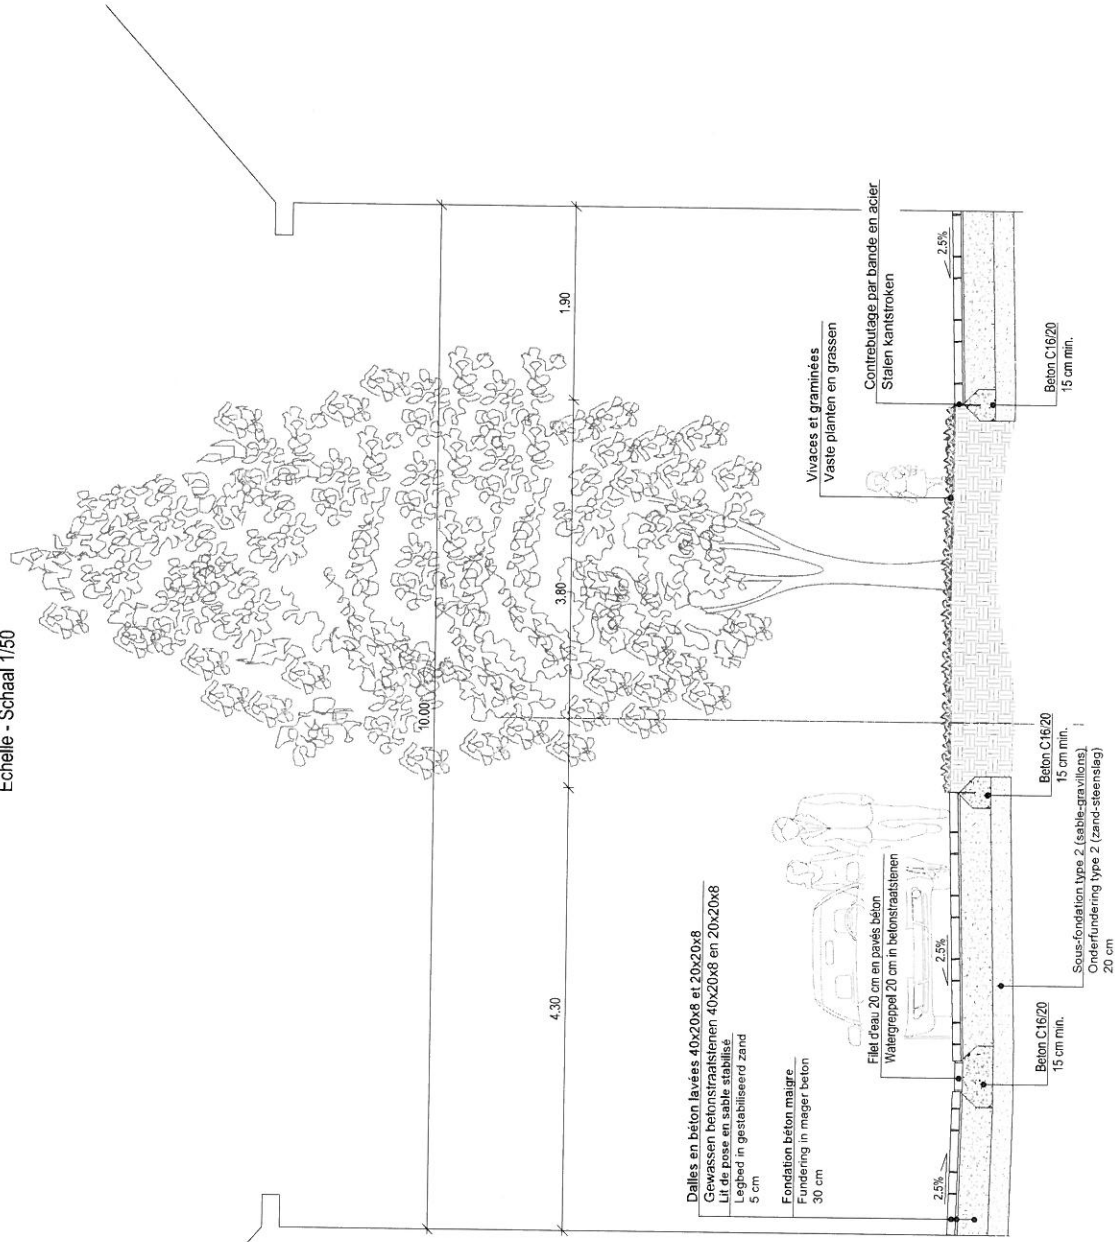 Echelle - Schaal 1/50
10.00
4.30
3.80
1.90
Dalles en béton lavées 40x20x8 et 20x20x8
Gewassen betonstraatstenen 40x20x8 en 20x20x8
Lit de pose en sable stabilisé
Legbed in gestabiliseerd zand
5 cm
Fondation béton maigre
Fundering in mager beton
30 cm
Filet d'eau 20 cm en pavés béton
Watergreppel 20 cm in betonstraatstenen
2.5%
2.5%
Vivaces et graminées
Vaste planten en grassen
Contrebutage par bande en acier
Stalen kantstroken
2.5%
Beton C16/20
15 cm min.
Sous-fondation type 2 (sable-gravillons)
Onderfundering type 2 (zand-steenslag)
20 cm
Beton C16/20
15 cm min.
Beton C16/20
15 cm min.